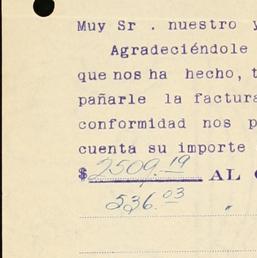 Muy Sr . nuestro y
Agradeciéndole
que nos ha hecho, t
pañarle la factura
conformidad nos p
cuenta su importe
$ 2509.19 AL
536.03 "